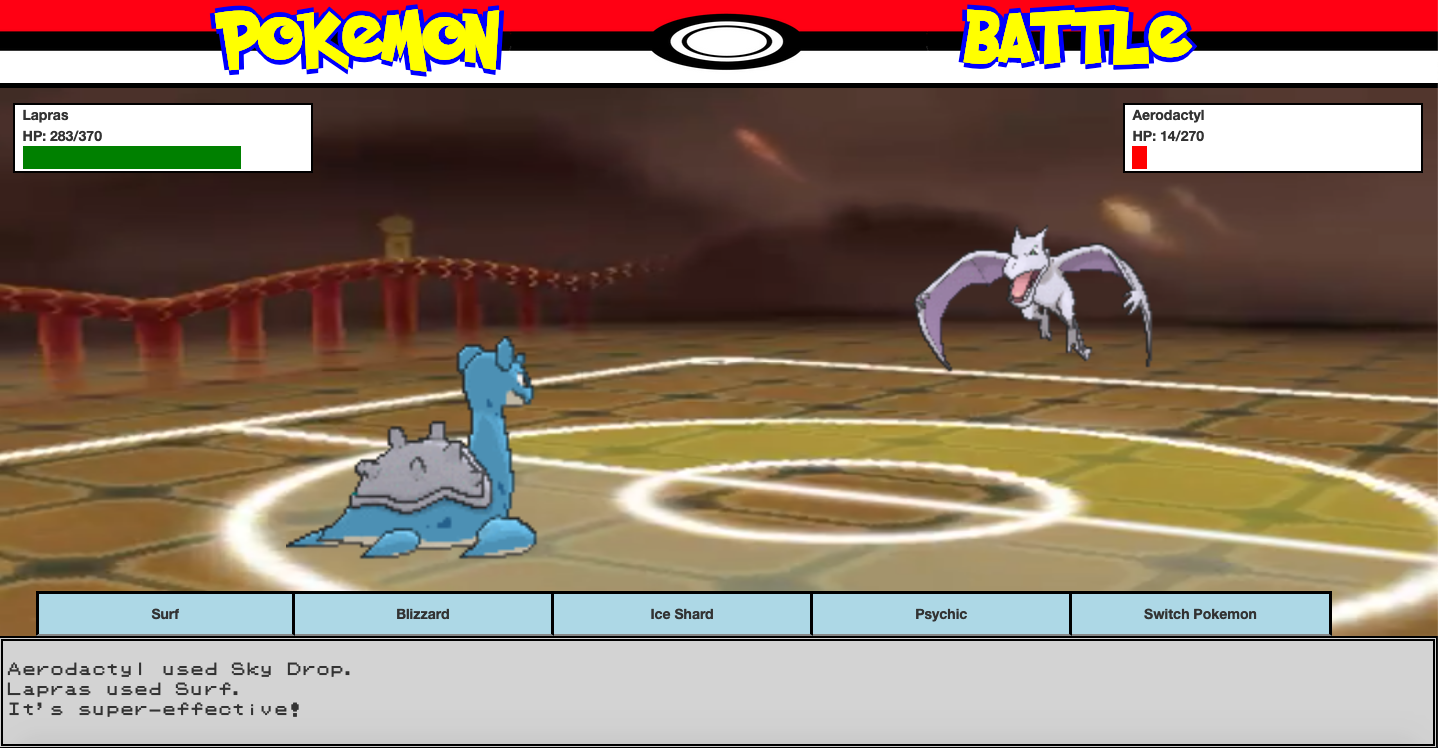 POKeMON BATTLe
Lapras
HP: 283/370
Aerodactyl
HP: 14/270
Surf
Blizzard
Ice Shard
Psychic
Switch Pokemon
Aerodactyl used Sky Drop.
Lapras used Surf.
It's super-effective!